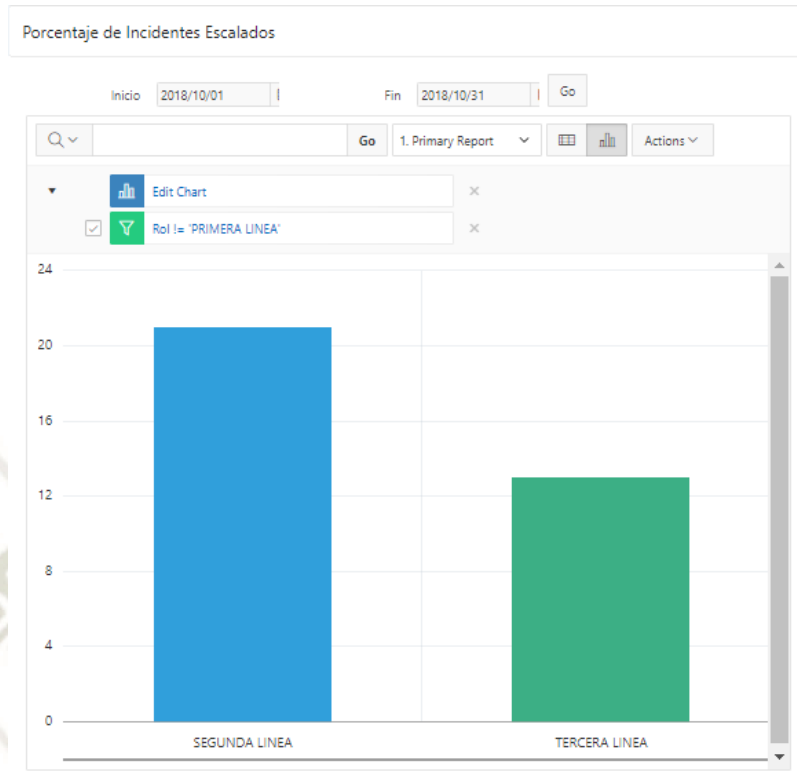 Porcentaje de Incidentes Escalados
Inicio 2018/10/01 Fin 2018/10/31 Go
Go 1. Primary Report Actions
Edit Chart
Rol != 'PRIMERA LINEA'
24
20
16
12
8
4
0
SEGUNDA LINEA TERCERA LINEA